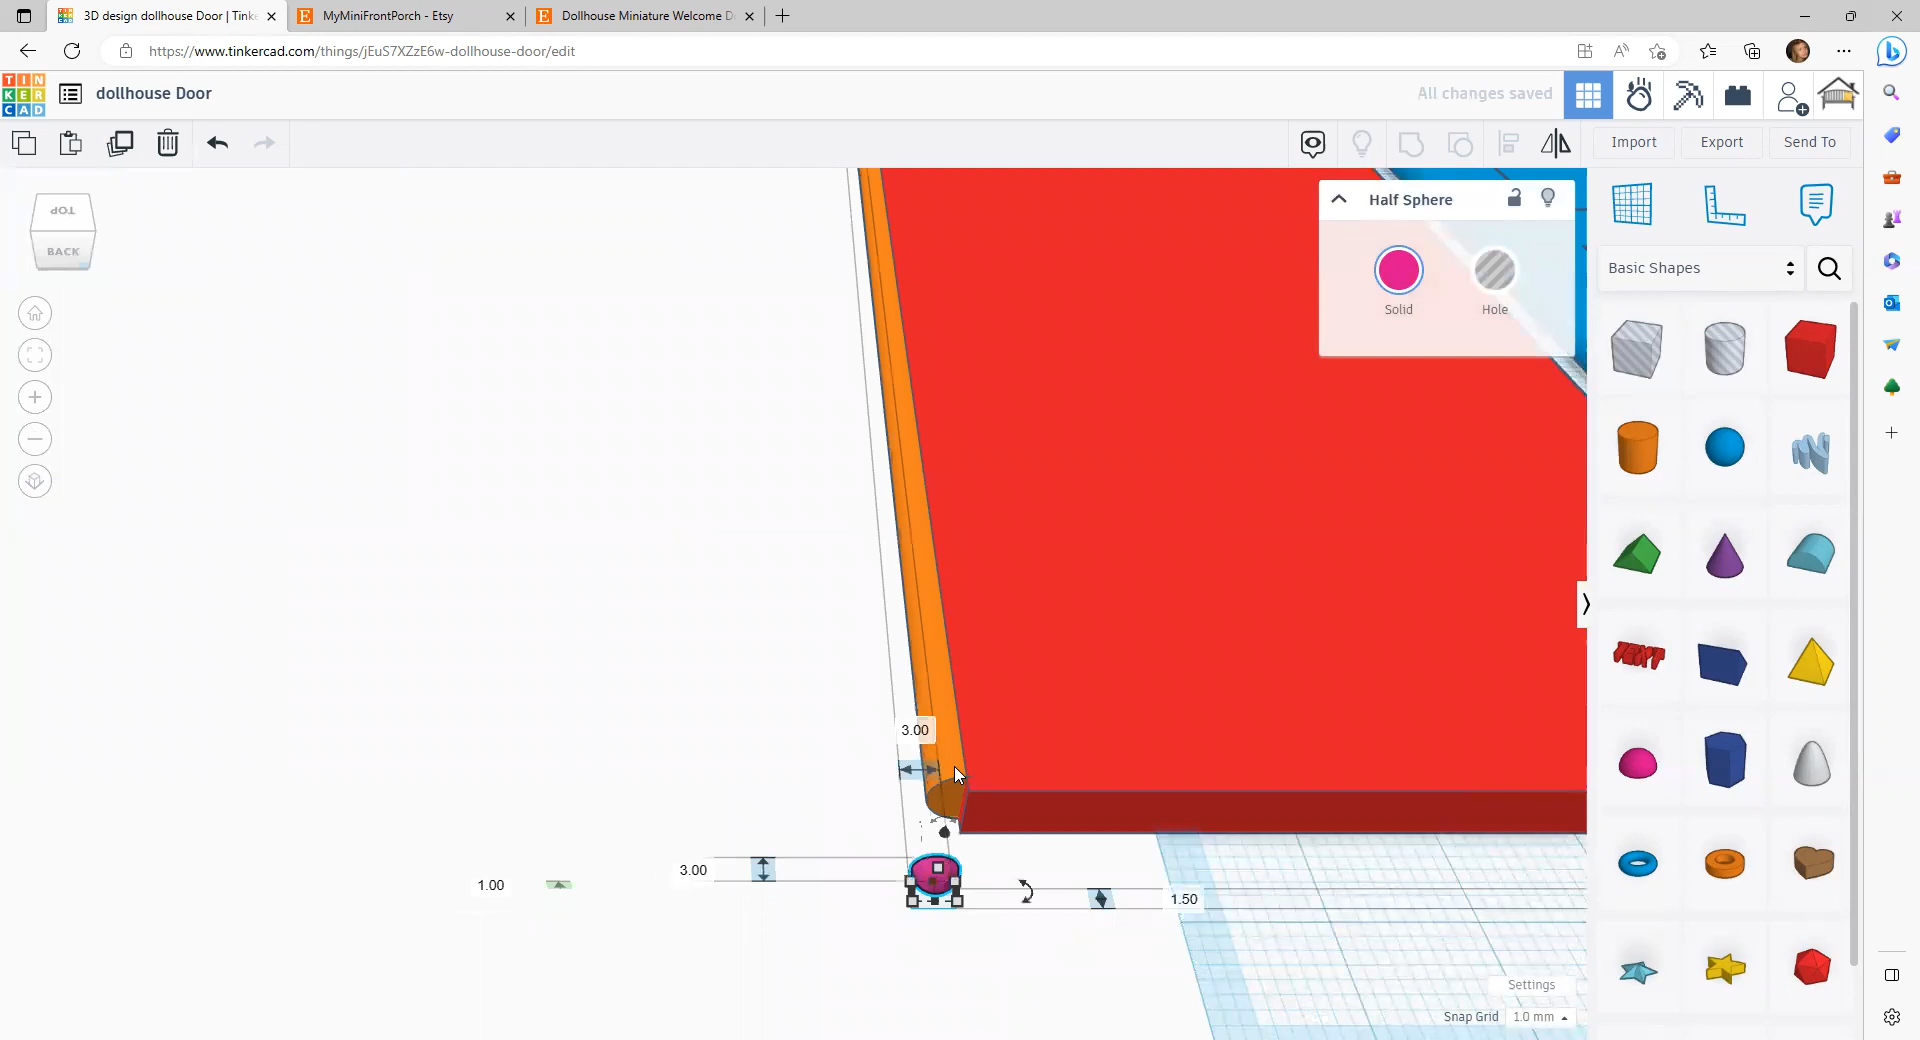 3D design dollhouse Door | Tinke
MyMiniFrontPorch - Etsy
Dollhouse Miniature Welcome D
https://www.tinkercad.com/things/jEuS7XZzE6w-dollhouse-door/edit
TIN
KER
CAD
dollhouse Door
All changes saved
Import
Export
Send To
TOP
BACK
Half Sphere
Solid
Hole
Basic Shapes
TEXT
3.00
3.00
1.00
1.50
Settings
Snap Grid
1.0 mm